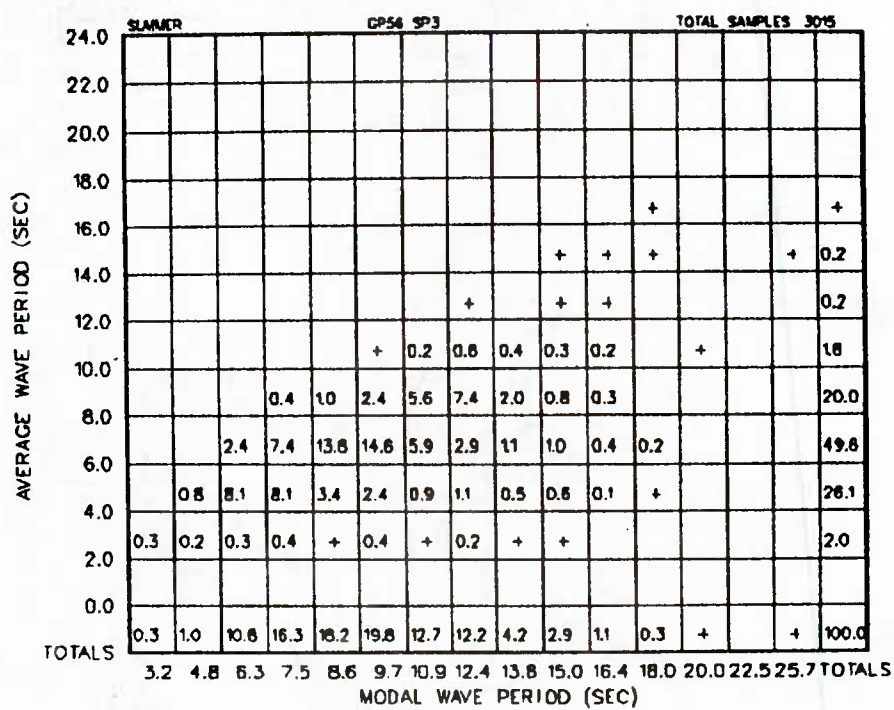 SUMMER GP56 SP3 TOTAL SAMPLES 3015
24.0
22.0
20.0
18.0
+ +
16.0
+ + + + 0.2
14.0
+ + + 0.2
12.0
+ 0.2 0.6 0.4 0.3 0.2 + 1.8
10.0
0.4 1.0 2.4 5.6 7.4 2.0 0.8 0.3 20.0
8.0
2.4 7.4 13.6 14.6 5.9 2.9 1.1 1.0 0.4 0.2 49.6
6.0
0.8 8.1 8.1 3.4 2.4 0.9 1.1 0.5 0.6 0.1 + 26.1
4.0
0.3 0.2 0.3 0.4 + 0.4 + 0.2 + + 2.0
2.0
0.0
0.3 1.0 10.8 16.3 18.2 19.8 12.7 12.2 4.2 2.9 1.1 0.3 + + 100.0
TOTALS
3.2 4.8 6.3 7.5 8.6 9.7 10.9 12.4 13.8 15.0 16.4 18.0 20.0 22.5 25.7 TOTALS
MODAL WAVE PERIOD (SEC)
AVERAGE WAVE PERIOD (SEC)